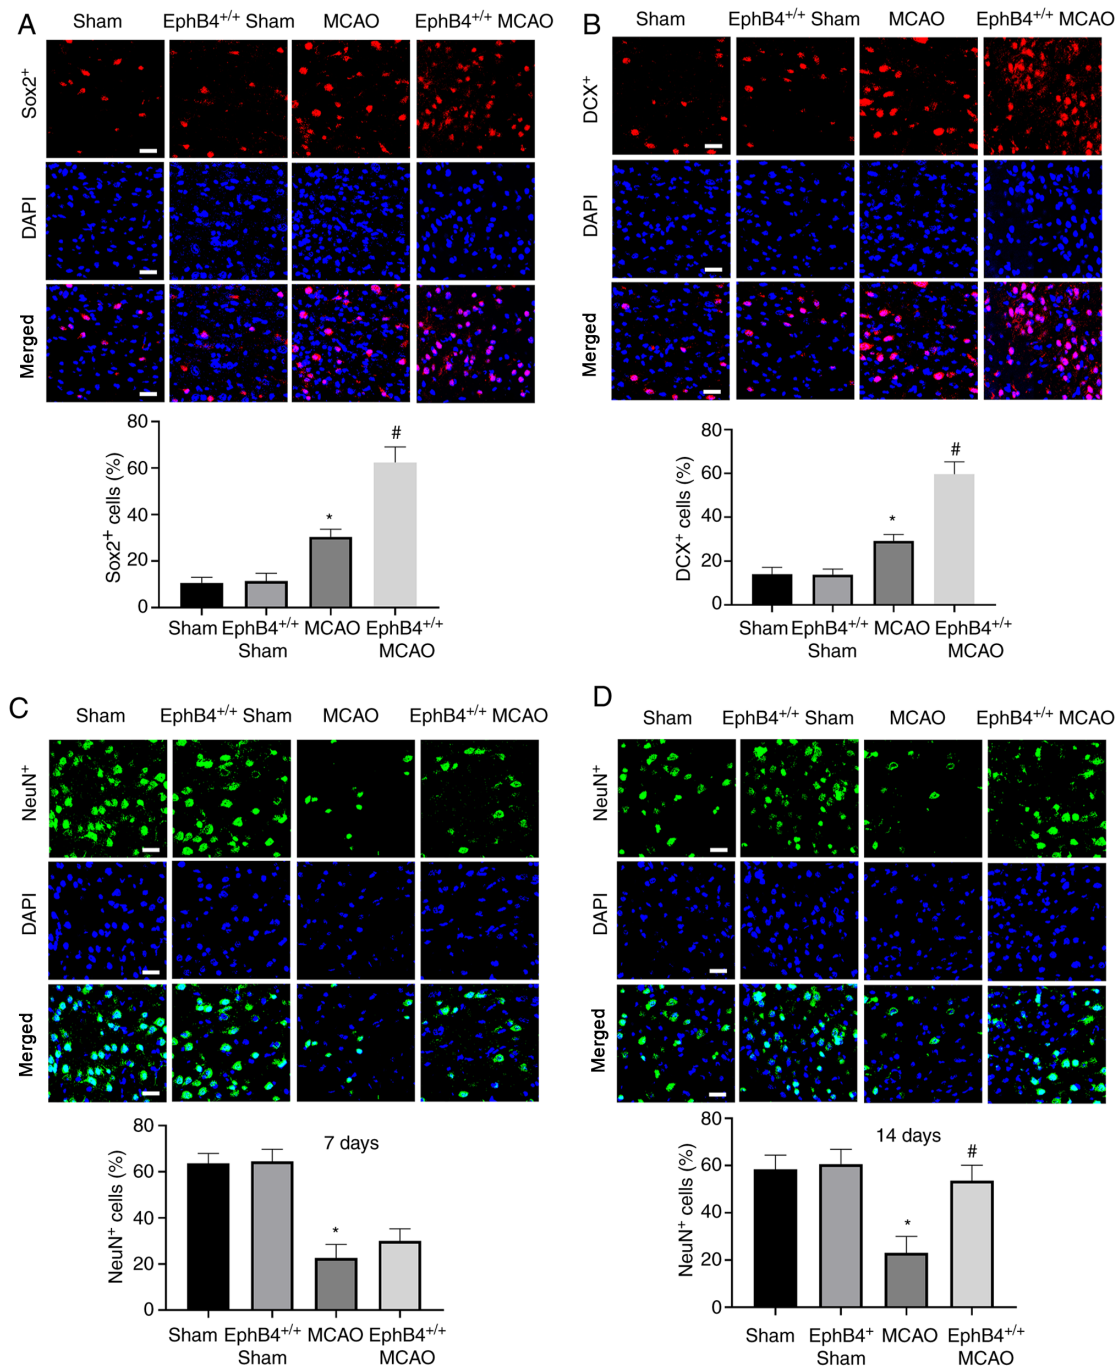 A
Sham EphB4+/+ Sham MCAO EphB4+/+ MCAO
Sox2+
DAPI
Merged
80
60
40
20
0
Sox2+ cells (%)
*
#
Sham EphB4+/+ MCAO EphB4+/+
Sham MCAO
B
Sham EphB4+/+ Sham MCAO EphB4+/+ MCAO
DCX+
DAPI
Merged
80
60
40
20
0
DCX+ cells (%)
*
#
Sham EphB4+/+ MCAO EphB4+/+
Sham MCAO
C
Sham EphB4+/+ Sham MCAO EphB4+/+ MCAO
NeuN+
DAPI
Merged
80
60
40
20
0
NeuN+ cells (%)
7 days
*
Sham EphB4+/+ MCAO EphB4+/+
Sham MCAO
D
Sham EphB4+/+ Sham MCAO EphB4+/+ MCAO
NeuN+
DAPI
Merged
80
60
40
20
0
NeuN+ cells (%)
14 days
*
#
Sham EphB4+ MCAO EphB4+/+
Sham MCAO